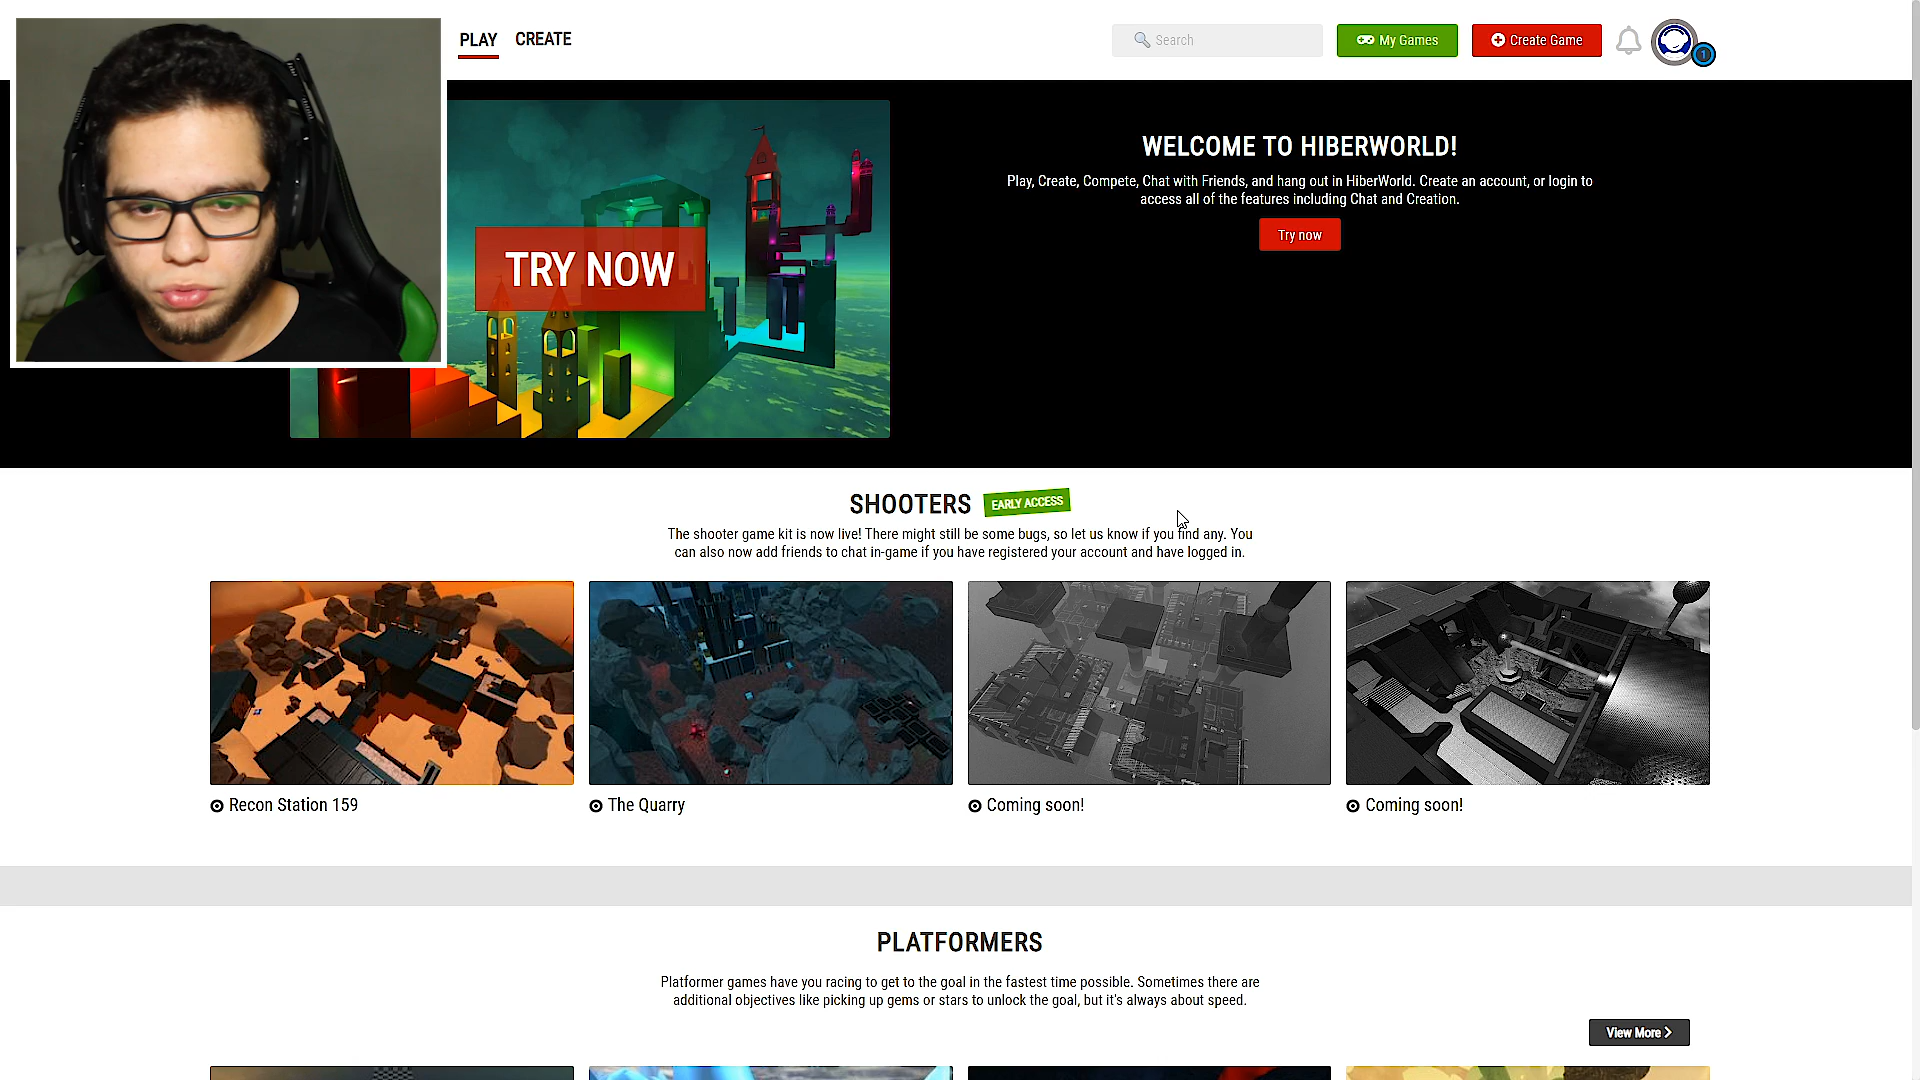 PLAY CREATE
Search
My Games
Create Game
1
TRY NOW
WELCOME TO HIBERWORLD!
Play, Create, Compete, Chat with Friends, and hang out in HiberWorld. Create an account, or login to
access all of the features including Chat and Creation.
Try now
SHOOTERS EARLY ACCESS
The shooter game kit is now live! There might still be some bugs, so let us know if you find any. You
can also now add friends to chat in-game if you have registered your account and have logged in.
Recon Station 159
The Quarry
Coming soon!
Coming soon!
PLATFORMERS
Platformer games have you racing to get to the goal in the fastest time possible. Sometimes there are
additional objectives like picking up gems or stars to unlock the goal, but it's always about speed.
View More